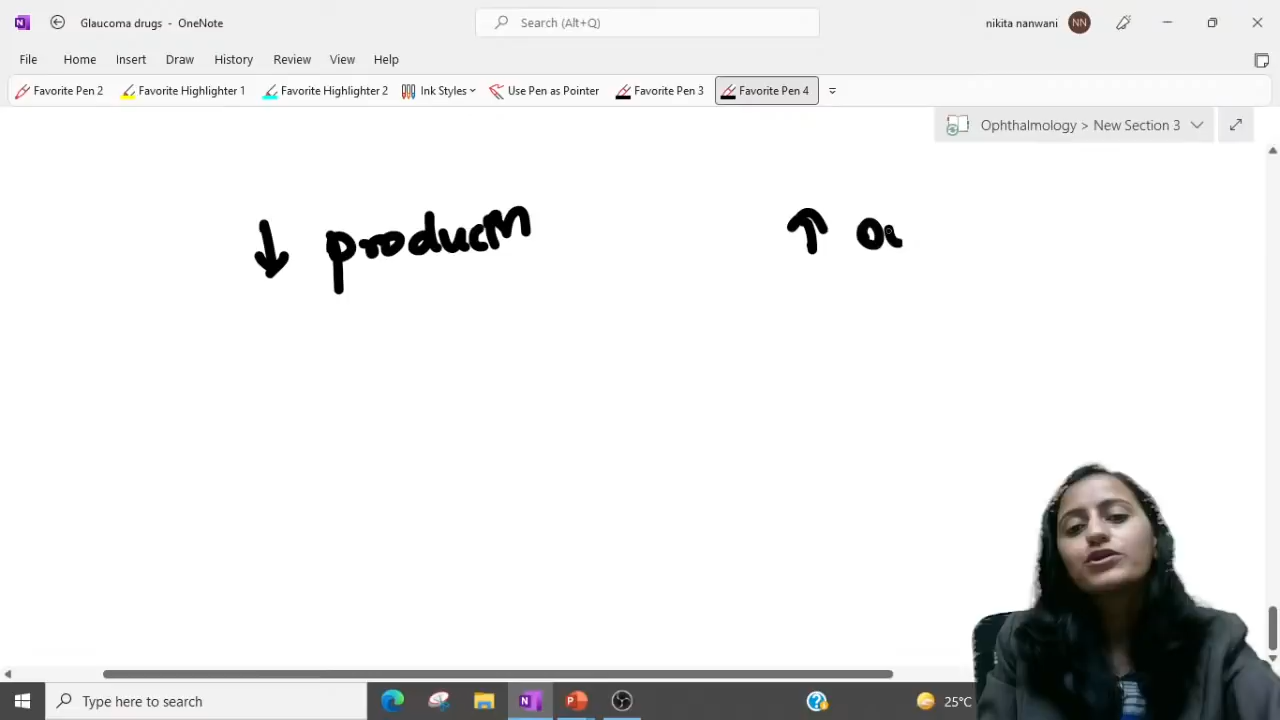 Glaucoma drugs - OneNote
Search (Alt+Q)
nikita nanwani NN
File Home Insert Draw History Review View Help
Favorite Pen 2 Favorite Highlighter 1 Favorite Highlighter 2 Ink Styles Use Pen as Pointer Favorite Pen 3 Favorite Pen 4
Ophthalmology > New Section 3
↓ ↑ ou
Type here to search
25°C